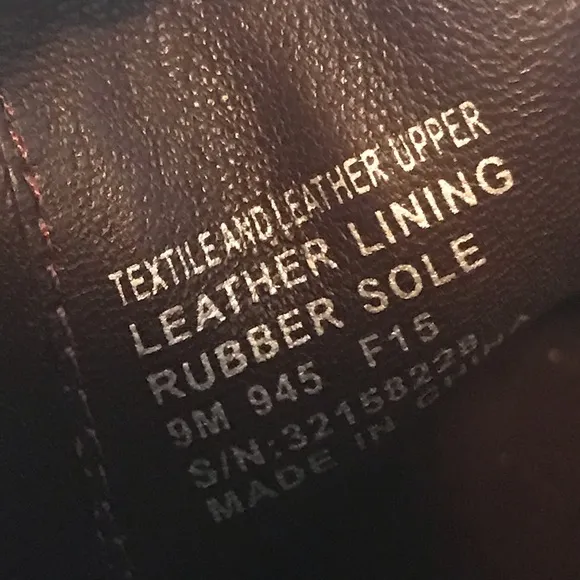 TEXTILE AND LEATHER UPPER
LEATHER LINING
RUBBER SOLE
9M 945 F15
S/N:
MADE IN CHINA